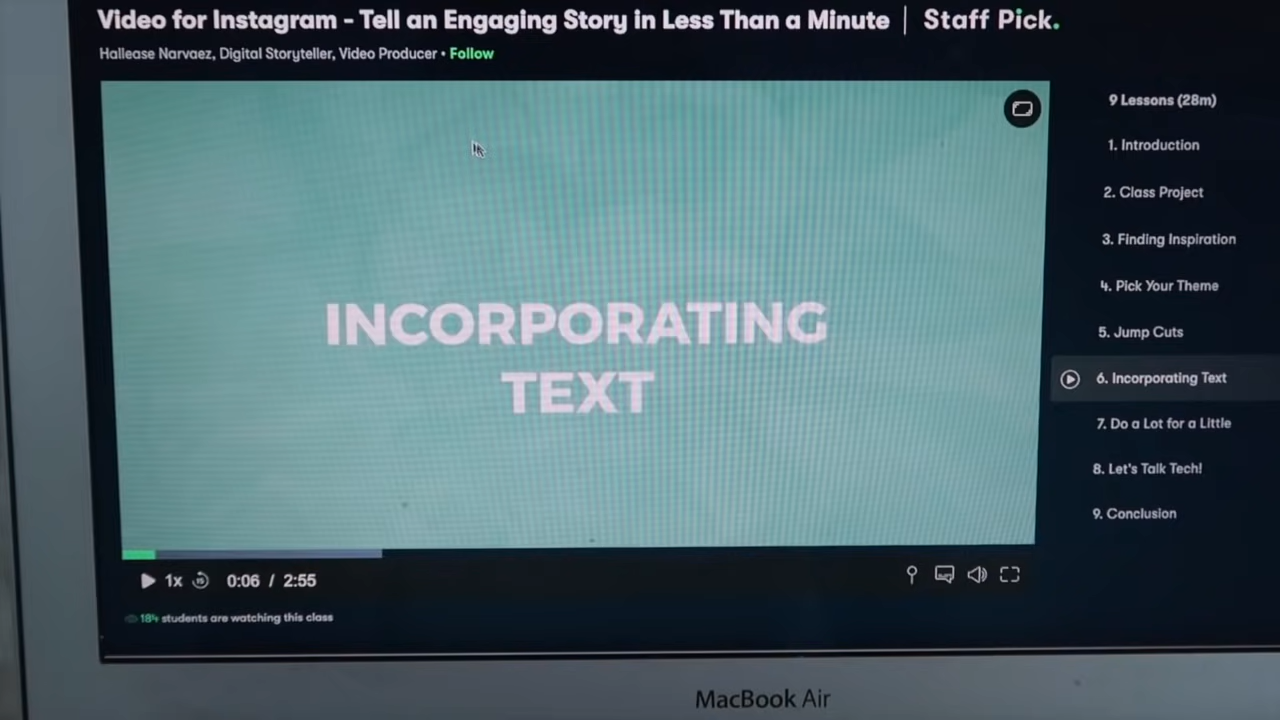 Video for Instagram - Tell an Engaging Story in Less Than a Minute | Staff Pick.
Hallease Narvaez, Digital Storyteller, Video Producer • Follow
INCORPORATING
TEXT
1x 15 0:06 / 2:55
184 students are watching this class
9 Lessons (28m)
1. Introduction
2. Class Project
3. Finding Inspiration
4. Pick Your Theme
5. Jump Cuts
6. Incorporating Text
7. Do a Lot for a Little
8. Let's Talk Tech!
9. Conclusion
MacBook Air